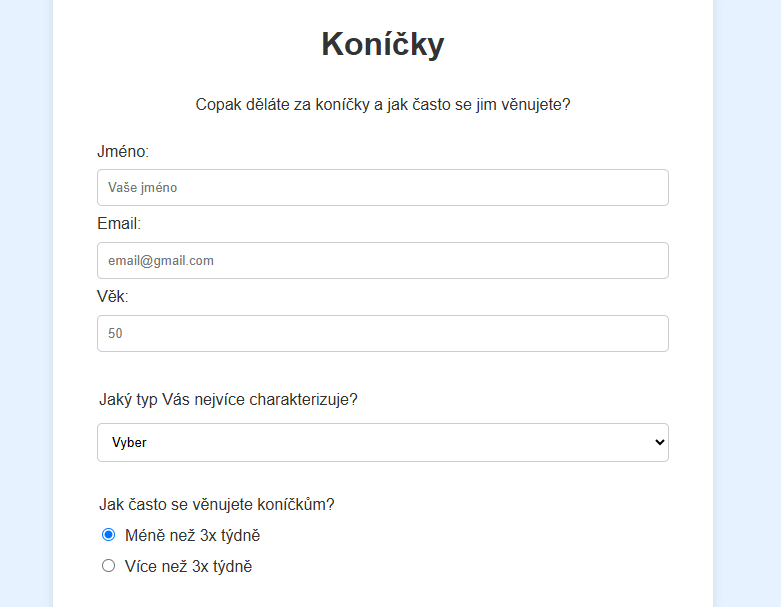 Koníčky
Copak děláte za koníčky a jak často se jim věnujete?
Jméno:
Vaše jméno
Email:
email@gmail.com
Věk:
50
Jaký typ Vás nejvíce charakterizuje?
Vyber
Jak často se věnujete koníčkům?
Méně než 3x týdně
Více než 3x týdně